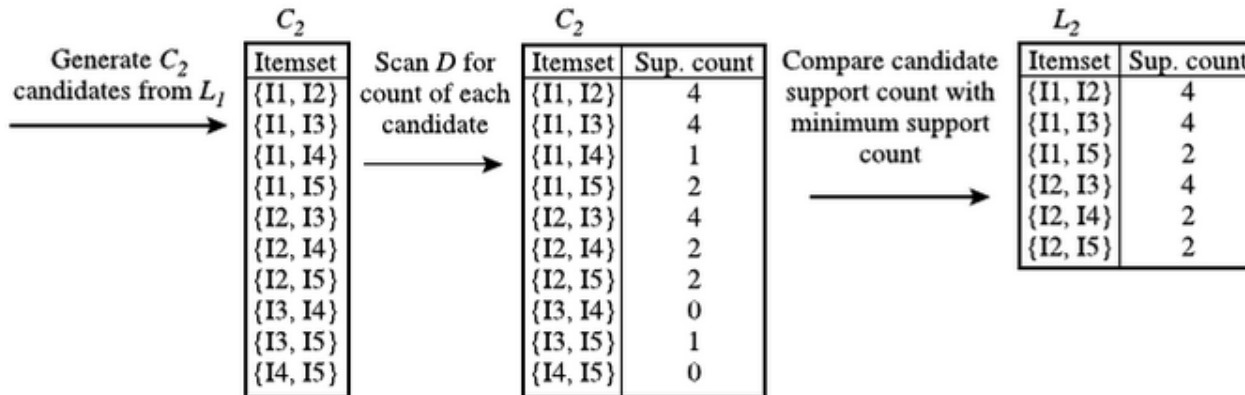 Generate C₂
candidates from L₁
C₂
Itemset
{I1, I2}
{I1, I3}
{I1, I4}
{I1, I5}
{I2, I3}
{I2, I4}
{I2, I5}
{I3, I4}
{I3, I5}
{I4, I5}
Scan D for
count of each
candidate
C₂
Itemset Sup. count
{I1, I2} 4
{I1, I3} 4
{I1, I4} 1
{I1, I5} 2
{I2, I3} 4
{I2, I4} 2
{I2, I5} 2
{I3, I4} 0
{I3, I5} 1
{I4, I5} 0
Compare candidate
support count with
minimum support
count
L₂
Itemset Sup. count
{I1, I2} 4
{I1, I3} 4
{I1, I5} 2
{I2, I3} 4
{I2, I4} 2
{I2, I5} 2